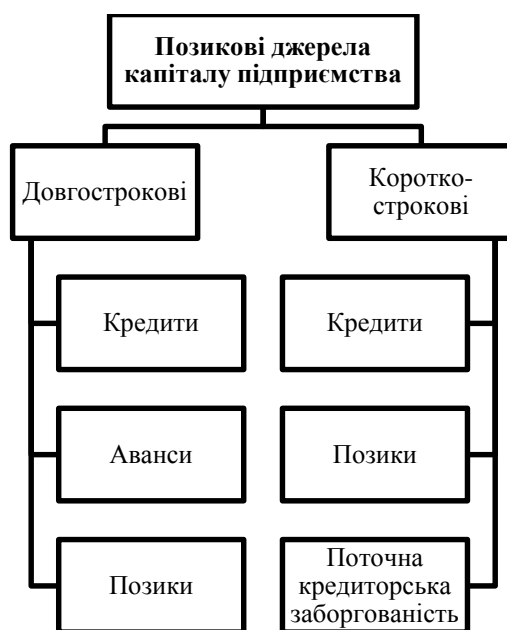 Позикові джерела
капіталу підприємства
Довгострокові
Коротко-
строкові
Кредити
Аванси
Позики
Кредити
Позики
Поточна
кредиторська
заборгованість